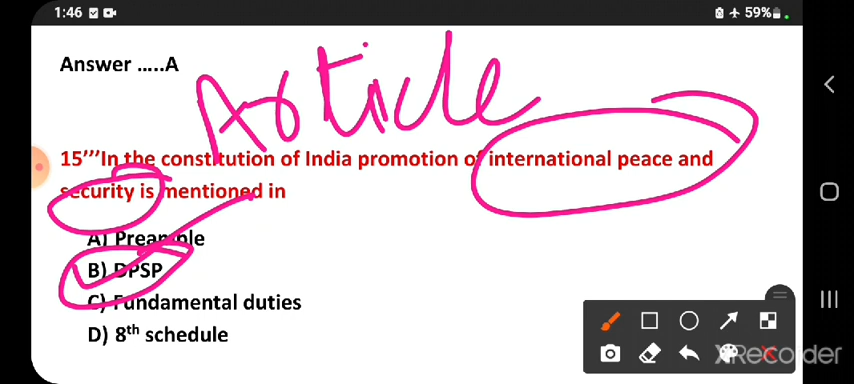 1:46
59%
Answer .....A
Article
15'''In the constitution of India promotion of international peace and
security is mentioned in
A) Preamble
B) DPSP
C) Fundamental duties
D) 8th schedule
XRecorder